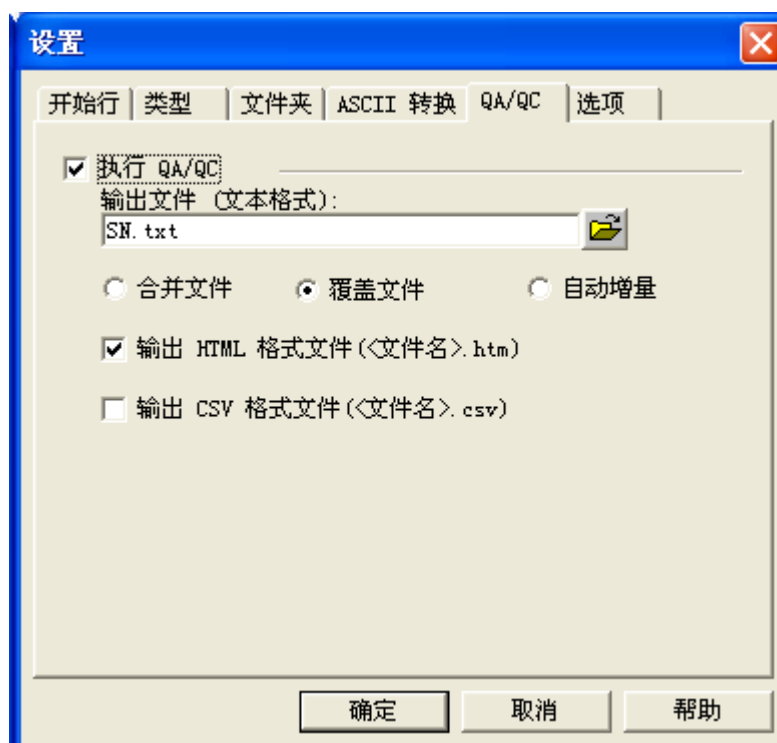 设置
开始行 类型 文件夹 ASCII 转换 QA/QC 选项
执行 QA/QC
输出文件 (文本格式):
SN.txt
合并文件 覆盖文件 自动增量
输出 HTML 格式文件(<文件名>.htm)
输出 CSV 格式文件(<文件名>.csv)
确定 取消 帮助